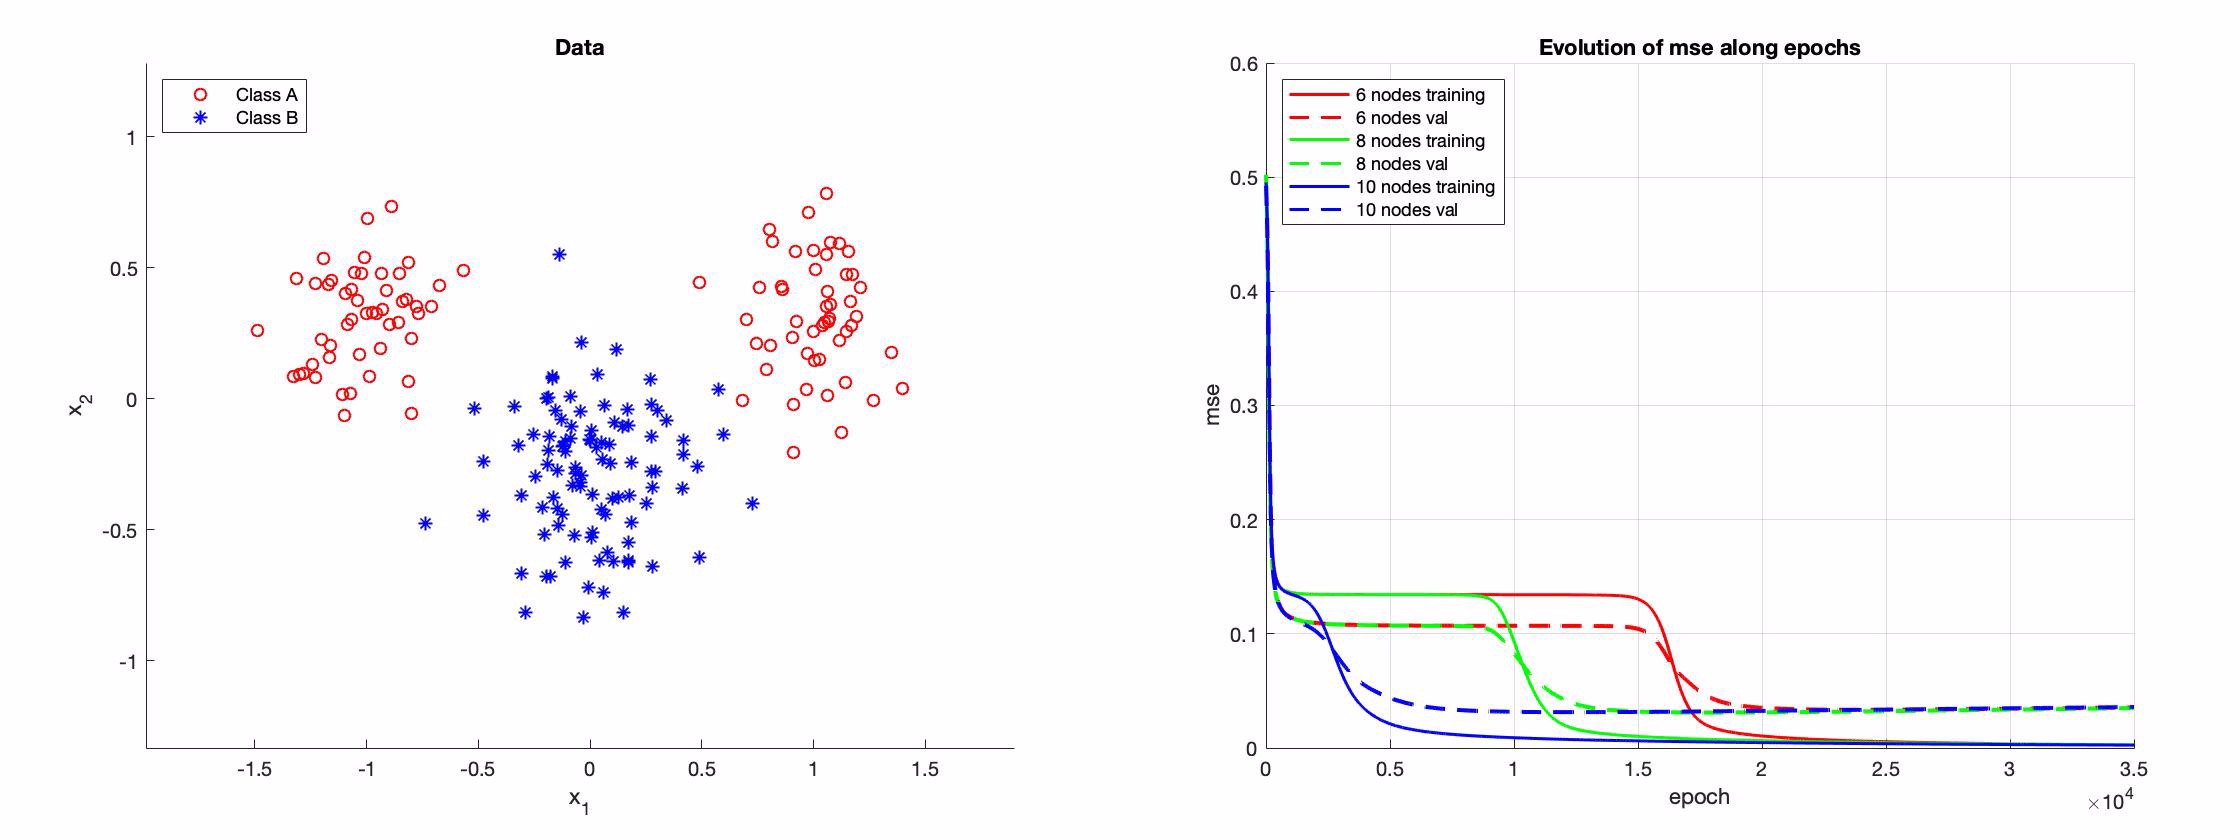 Data
Class A
Class B
1
0.5
0
-0.5
-1
x2
-1.5 -1 -0.5 0 0.5 1 1.5
x1
Evolution of mse along epochs
6 nodes training
6 nodes val
8 nodes training
8 nodes val
10 nodes training
10 nodes val
0.6
0.5
0.4
0.3
0.2
0.1
0
mse
0 0.5 1 1.5 2 2.5 3 3.5
epoch
×10^4